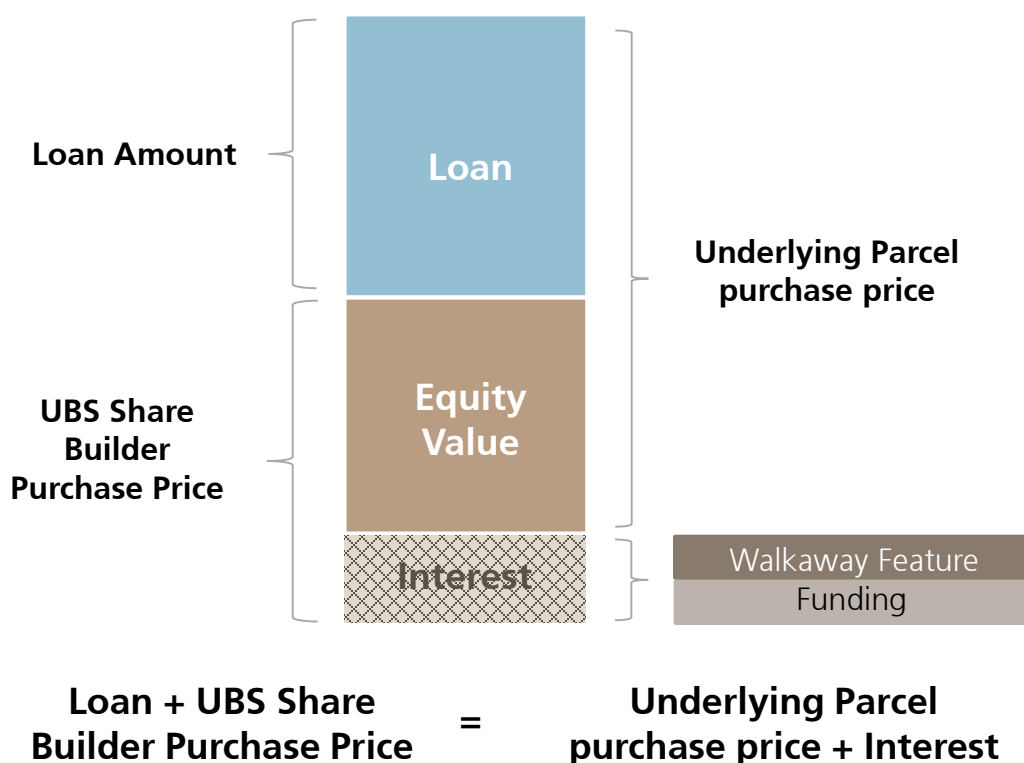 Loan Amount
Loan
Underlying Parcel
purchase price
UBS Share
Builder
Purchase Price
Equity
Value
Interest
Walkaway Feature
Funding
Loan + UBS Share
Builder Purchase Price
=
Underlying Parcel
purchase price + Interest